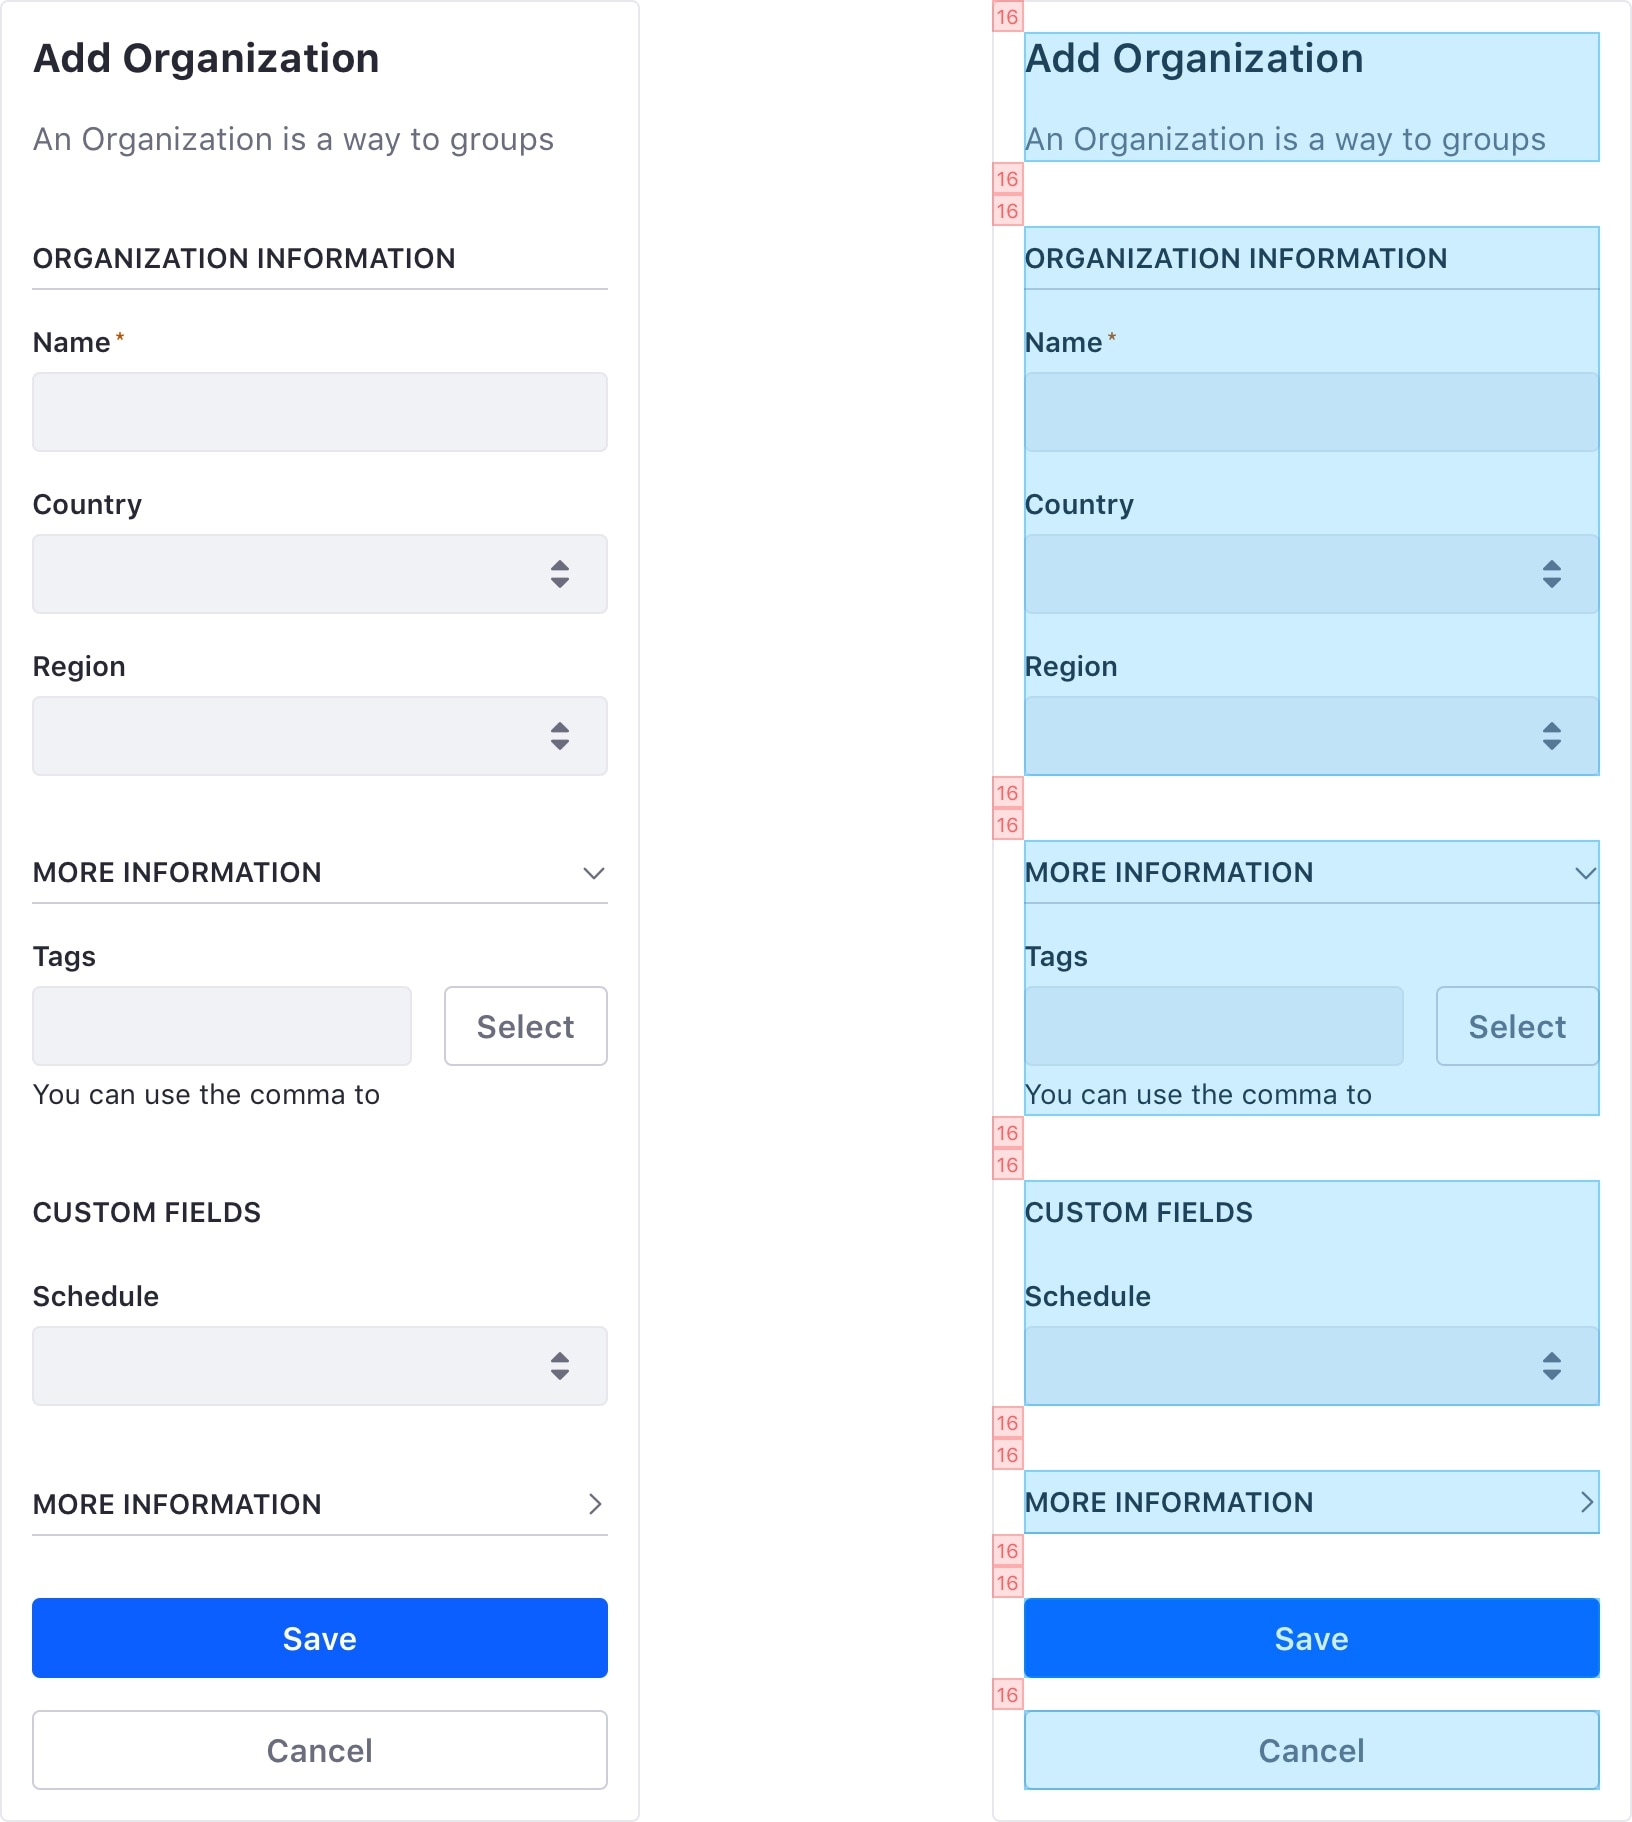 Add Organization
An Organization is a way to groups
ORGANIZATION INFORMATION
Name*
Country
Region
MORE INFORMATION
Tags
Select
You can use the comma to
CUSTOM FIELDS
Schedule
MORE INFORMATION
Save
Cancel
16
Add Organization
An Organization is a way to groups
16
16
ORGANIZATION INFORMATION
Name*
Country
Region
16
16
MORE INFORMATION
Tags
Select
You can use the comma to
16
16
CUSTOM FIELDS
Schedule
16
16
MORE INFORMATION
16
16
Save
16
Cancel